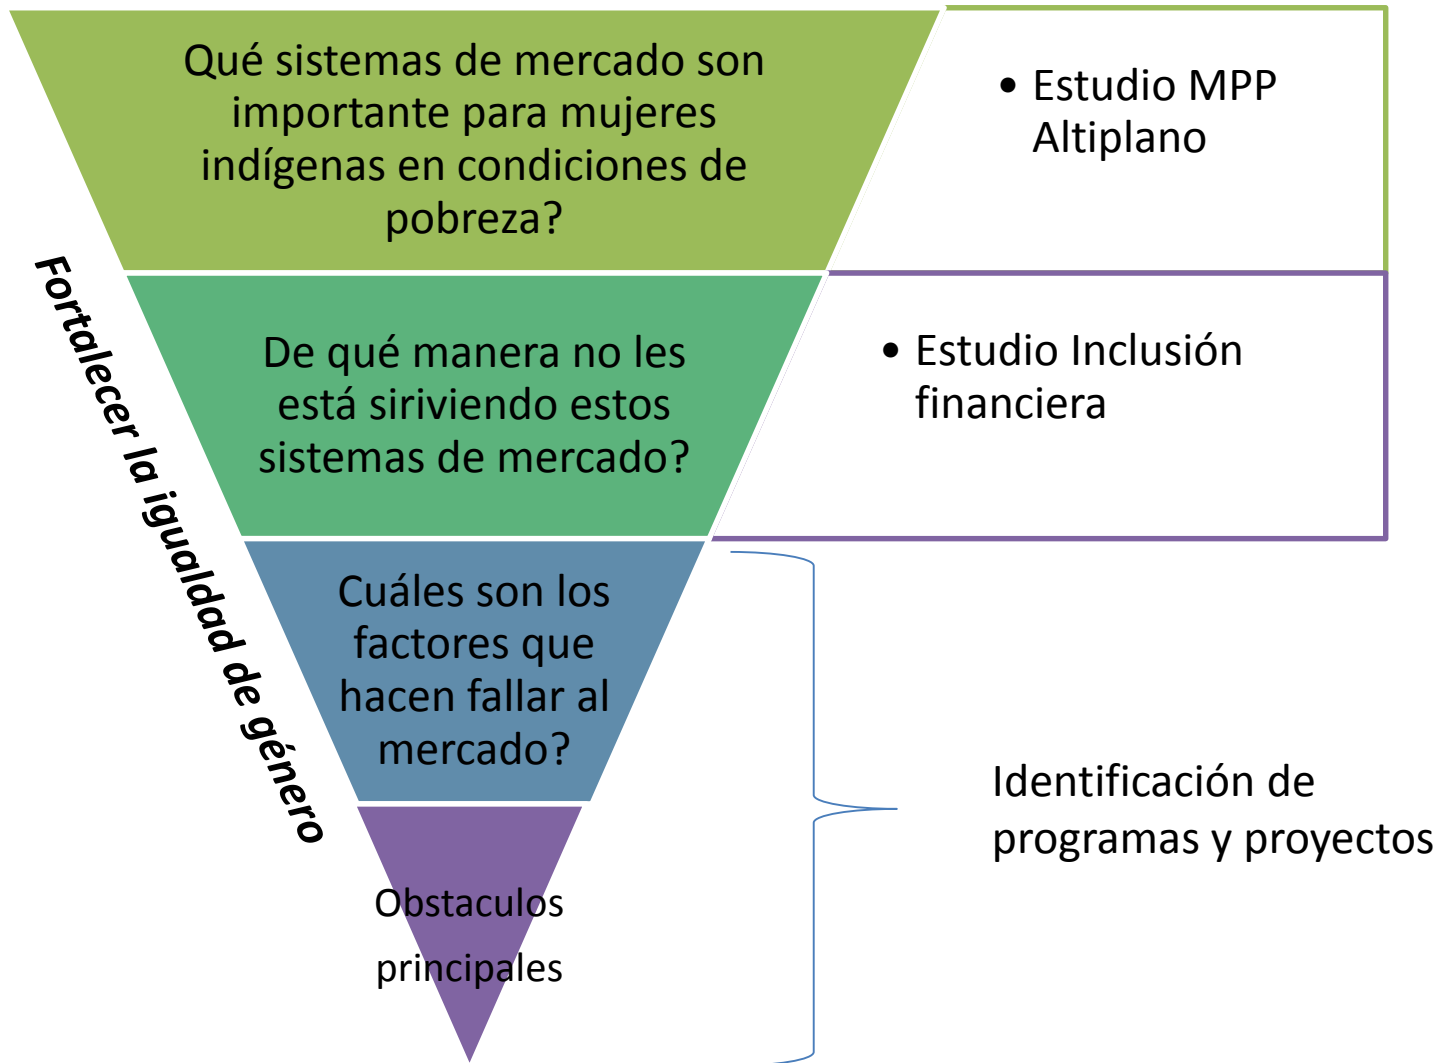 Qué sistemas de mercado son
importante para mujeres
indígenas en condiciones de
pobreza?
• Estudio MPP
Altiplano
Fortalecer la igualdad de género
De qué manera no les
está siriviendo estos
sistemas de mercado?
• Estudio Inclusión
financiera
Cuáles son los
factores que
hacen fallar al
mercado?
Identificación de
programas y proyectos
Obstaculos
principales